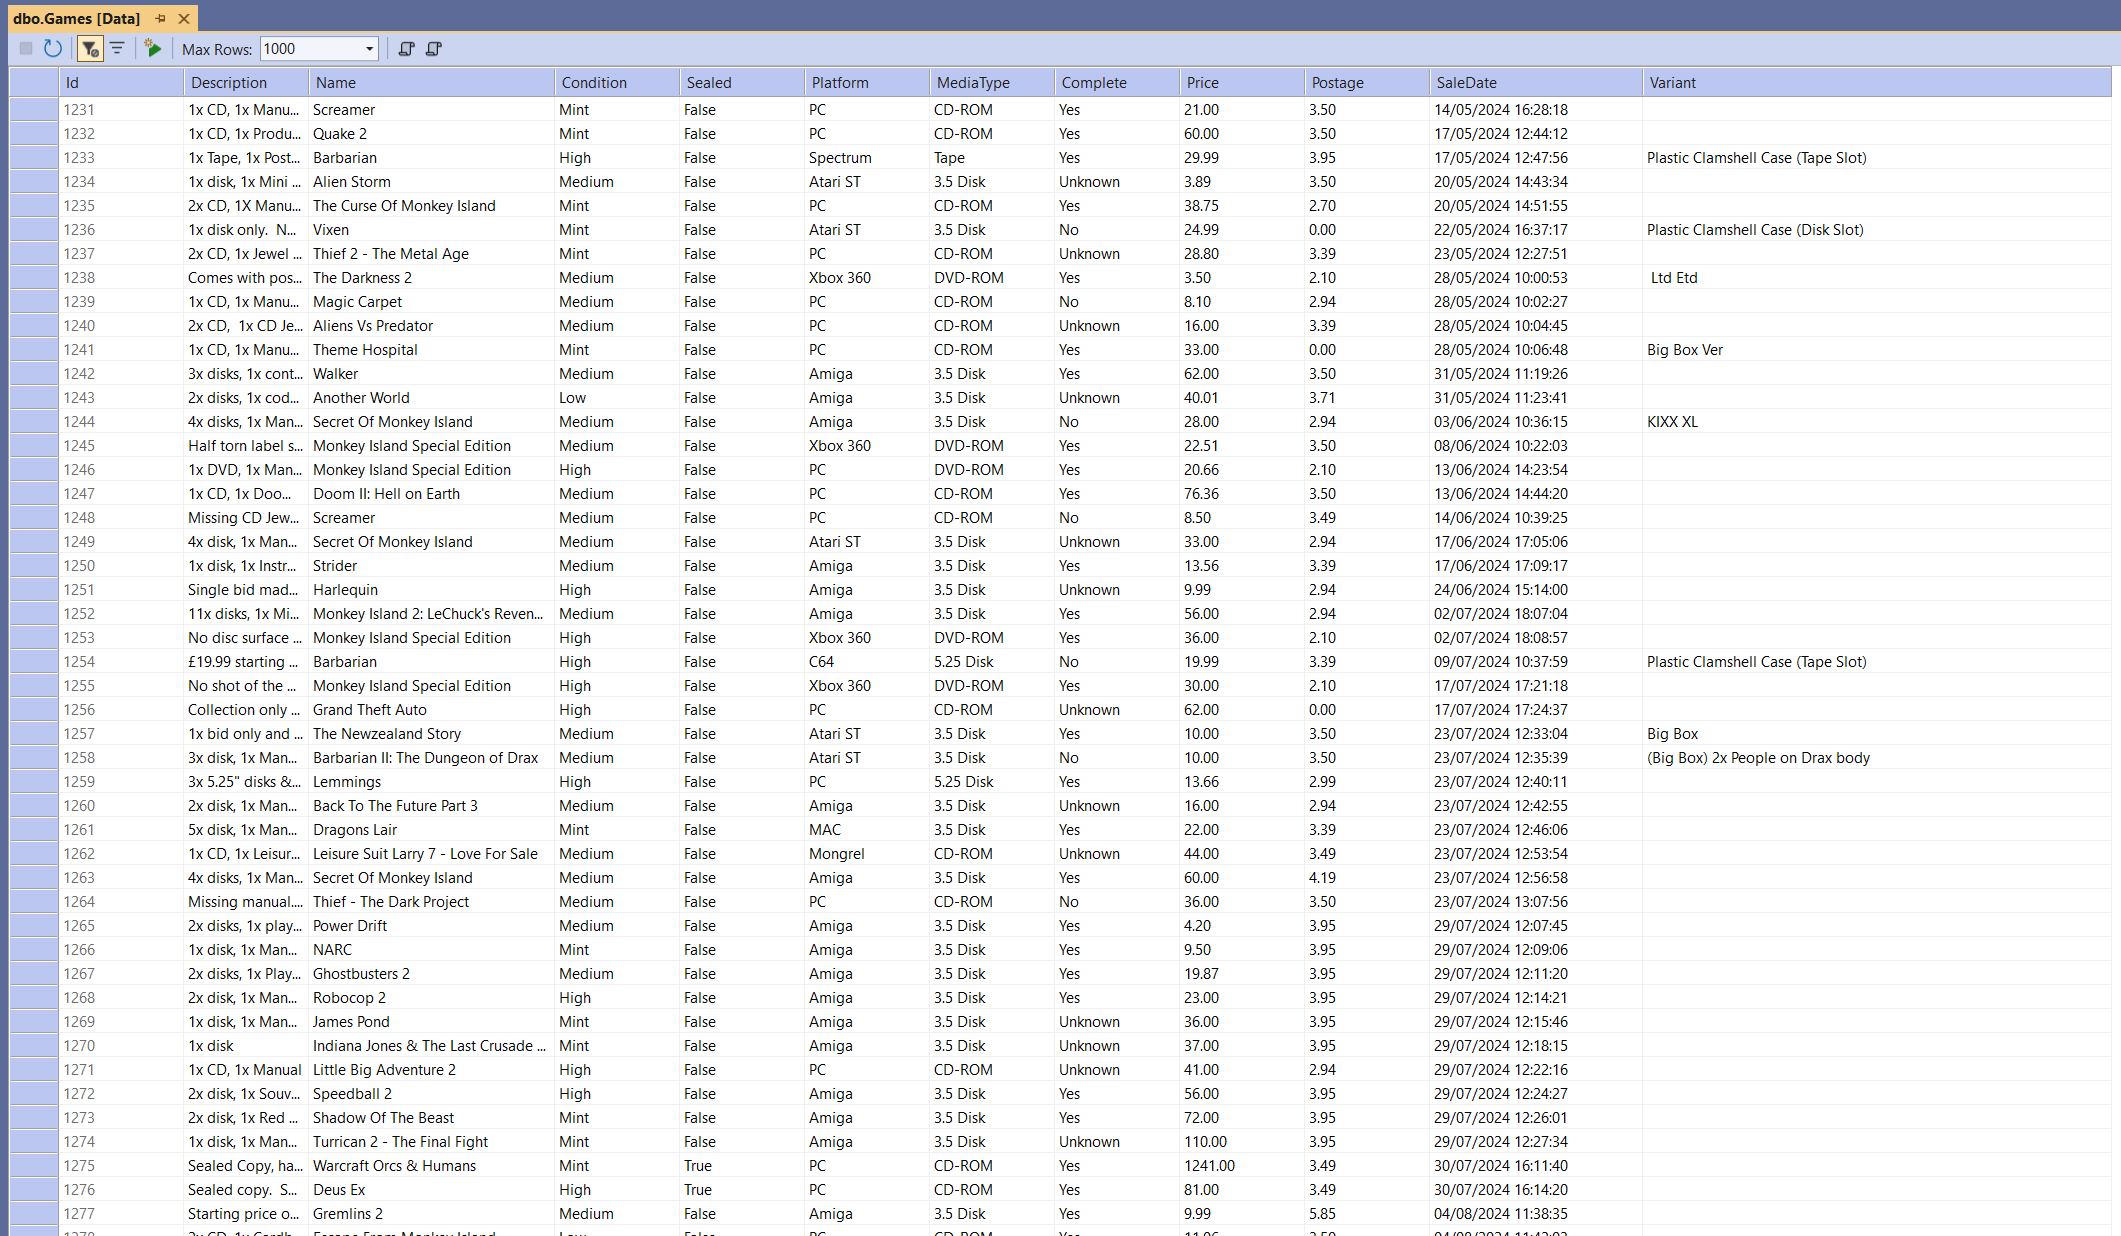 dbo.Games [Data]
Max Rows: 1000
Id Description Name Condition Sealed Platform MediaType Complete Price Postage SaleDate Variant
1231 1x CD, 1x Manu... Screamer Mint False PC CD-ROM Yes 21.00 3.50 14/05/2024 16:28:18
1232 1x CD, 1x Produ... Quake 2 Mint False PC CD-ROM Yes 60.00 3.50 17/05/2024 12:44:12
1233 1x Tape, 1x Post... Barbarian High False Spectrum Tape Yes 29.99 3.95 17/05/2024 12:47:56 Plastic Clamshell Case (Tape Slot)
1234 1x disk, 1x Mini ... Alien Storm Medium False Atari ST 3.5 Disk Unknown 3.89 3.50 20/05/2024 14:43:34
1235 2x CD, 1X Manu... The Curse Of Monkey Island Mint False PC CD-ROM Yes 38.75 2.70 20/05/2024 14:51:55
1236 1x disk only.  N... Vixen Mint False Atari ST 3.5 Disk No 24.99 0.00 22/05/2024 16:37:17 Plastic Clamshell Case (Disk Slot)
1237 2x CD, 1x Jewel ... Thief 2 - The Metal Age Mint False PC CD-ROM Unknown 28.80 3.39 23/05/2024 12:27:51
1238 Comes with pos... The Darkness 2 Medium False Xbox 360 DVD-ROM Yes 3.50 2.10 28/05/2024 10:00:53 Ltd Etd
1239 1x CD, 1x Manu... Magic Carpet Medium False PC CD-ROM No 8.10 2.94 28/05/2024 10:02:27
1240 2x CD,  1x CD Je... Aliens Vs Predator Medium False PC CD-ROM Unknown 16.00 3.39 28/05/2024 10:04:45
1241 1x CD, 1x Manu... Theme Hospital Mint False PC CD-ROM Yes 33.00 0.00 28/05/2024 10:06:48 Big Box Ver
1242 3x disks, 1x cont... Walker Medium False Amiga 3.5 Disk Yes 62.00 3.50 31/05/2024 11:19:26
1243 2x disks, 1x cod... Another World Low False Amiga 3.5 Disk Unknown 40.01 3.71 31/05/2024 11:23:41
1244 4x disks, 1x Man... Secret Of Monkey Island Medium False Amiga 3.5 Disk No 28.00 2.94 03/06/2024 10:36:15 KIXX XL
1245 Half torn label s... Monkey Island Special Edition Medium False Xbox 360 DVD-ROM Yes 22.51 3.50 08/06/2024 10:22:03
1246 1x DVD, 1x Man... Monkey Island Special Edition High False PC DVD-ROM Yes 20.66 2.10 13/06/2024 14:23:54
1247 1x CD, 1x Doo... Doom II: Hell on Earth Medium False PC CD-ROM Yes 76.36 3.50 13/06/2024 14:44:20
1248 Missing CD Jew... Screamer Medium False PC CD-ROM No 8.50 3.49 14/06/2024 10:39:25
1249 4x disk, 1x Man... Secret Of Monkey Island Medium False Atari ST 3.5 Disk Unknown 33.00 2.94 17/06/2024 17:05:06
1250 1x disk, 1x Instr... Strider Medium False Amiga 3.5 Disk Yes 13.56 3.39 17/06/2024 17:09:17
1251 Single bid mad... Harlequin High False Amiga 3.5 Disk Unknown 9.99 2.94 24/06/2024 15:14:00
1252 11x disks, 1x Mi... Monkey Island 2: LeChuck's Reven... Medium False Amiga 3.5 Disk Yes 56.00 2.94 02/07/2024 18:07:04
1253 No disc surface ... Monkey Island Special Edition High False Xbox 360 DVD-ROM Yes 36.00 2.10 02/07/2024 18:08:57
1254 £19.99 starting ... Barbarian High False C64 5.25 Disk No 19.99 3.39 09/07/2024 10:37:59 Plastic Clamshell Case (Tape Slot)
1255 No shot of the ... Monkey Island Special Edition High False Xbox 360 DVD-ROM Yes 30.00 2.10 17/07/2024 17:21:18
1256 Collection only ... Grand Theft Auto High False PC CD-ROM Unknown 62.00 0.00 17/07/2024 17:24:37
1257 1x bid only and ... The Newzealand Story Medium False Atari ST 3.5 Disk Yes 10.00 3.50 23/07/2024 12:33:04 Big Box
1258 3x disk, 1x Man... Barbarian II: The Dungeon of Drax Medium False Atari ST 3.5 Disk No 10.00 3.50 23/07/2024 12:35:39 (Big Box) 2x People on Drax body
1259 3x 5.25" disks &... Lemmings High False PC 5.25 Disk Yes 13.66 2.99 23/07/2024 12:40:11
1260 2x disk, 1x Man... Back To The Future Part 3 Medium False Amiga 3.5 Disk Unknown 16.00 2.94 23/07/2024 12:42:55
1261 5x disk, 1x Man... Dragons Lair Mint False MAC 3.5 Disk Yes 22.00 3.39 23/07/2024 12:46:06
1262 1x CD, 1x Leisur... Leisure Suit Larry 7 - Love For Sale Medium False Mongrel CD-ROM Unknown 44.00 3.49 23/07/2024 12:53:54
1263 4x disks, 1x Man... Secret Of Monkey Island Medium False Amiga 3.5 Disk Yes 60.00 4.19 23/07/2024 12:56:58
1264 Missing manual.... Thief - The Dark Project Medium False PC CD-ROM No 36.00 3.50 23/07/2024 13:07:56
1265 2x disks, 1x play... Power Drift Medium False Amiga 3.5 Disk Yes 4.20 3.95 29/07/2024 12:07:45
1266 1x disk, 1x Man... NARC Mint False Amiga 3.5 Disk Yes 9.50 3.95 29/07/2024 12:09:06
1267 2x disks, 1x Play... Ghostbusters 2 Medium False Amiga 3.5 Disk Yes 19.87 3.95 29/07/2024 12:11:20
1268 2x disk, 1x Man... Robocop 2 High False Amiga 3.5 Disk Yes 23.00 3.95 29/07/2024 12:14:21
1269 1x disk, 1x Man... James Pond Mint False Amiga 3.5 Disk Unknown 36.00 3.95 29/07/2024 12:15:46
1270 1x disk Indiana Jones & The Last Crusade ... Mint False Amiga 3.5 Disk Unknown 37.00 3.95 29/07/2024 12:18:15
1271 1x CD, 1x Manual Little Big Adventure 2 High False PC CD-ROM Unknown 41.00 2.94 29/07/2024 12:22:16
1272 2x disk, 1x Souv... Speedball 2 High False Amiga 3.5 Disk Yes 56.00 3.95 29/07/2024 12:24:27
1273 2x disk, 1x Red ... Shadow Of The Beast Mint False Amiga 3.5 Disk Yes 72.00 3.95 29/07/2024 12:26:01
1274 1x disk, 1x Man... Turrican 2 - The Final Fight Mint False Amiga 3.5 Disk Unknown 110.00 3.95 29/07/2024 12:27:34
1275 Sealed Copy, ha... Warcraft Orcs & Humans Mint True PC CD-ROM Yes 1241.00 3.49 30/07/2024 16:11:40
1276 Sealed copy.  S... Deus Ex High True PC CD-ROM Yes 81.00 3.49 30/07/2024 16:14:20
1277 Starting price o... Gremlins 2 Medium False Amiga 3.5 Disk Yes 9.99 5.85 04/08/2024 11:38:35